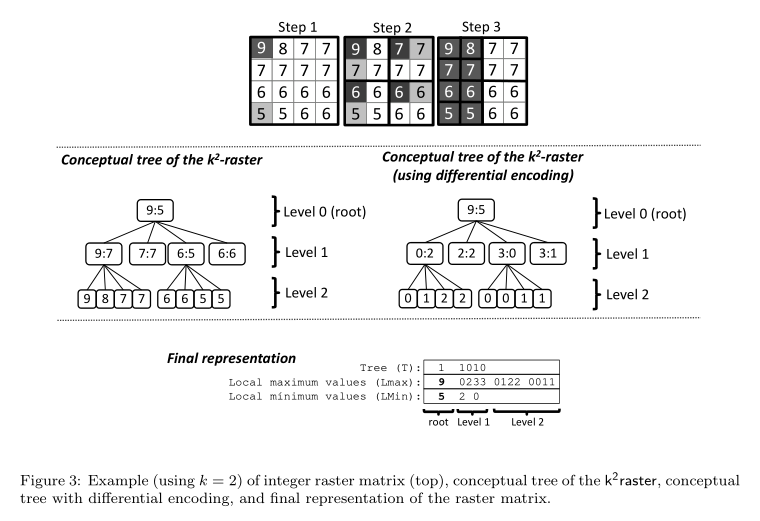 Step 1 Step 2 Step 3
9 8 7 7 9 8 7 7 9 8 7 7
7 7 7 7 7 7 7 7 7 7 7 7
6 6 6 6 6 6 6 6 6 6 6 6
5 5 6 6 5 5 6 6 5 5 6 6
Conceptual tree of the k²-raster
9:5
Level 0 (root)
9:7 7:7 6:5 6:6
Level 1
9 8 7 7 6 6 5 5
Level 2
Conceptual tree of the k²-raster
(using differential encoding)
9:5
Level 0 (root)
0:2 2:2 3:0 3:1
Level 1
0 1 2 2 0 0 1 1
Level 2
Final representation
Tree (T): 1 1010
Local maximum values (Lmax): 9 0233 0122 0011
Local mínimum values (LMin): 5 2 0
root Level 1 Level 2
Figure 3: Example (using k = 2) of integer raster matrix (top), conceptual tree of the k²raster, conceptual
tree with differential encoding, and final representation of the raster matrix.